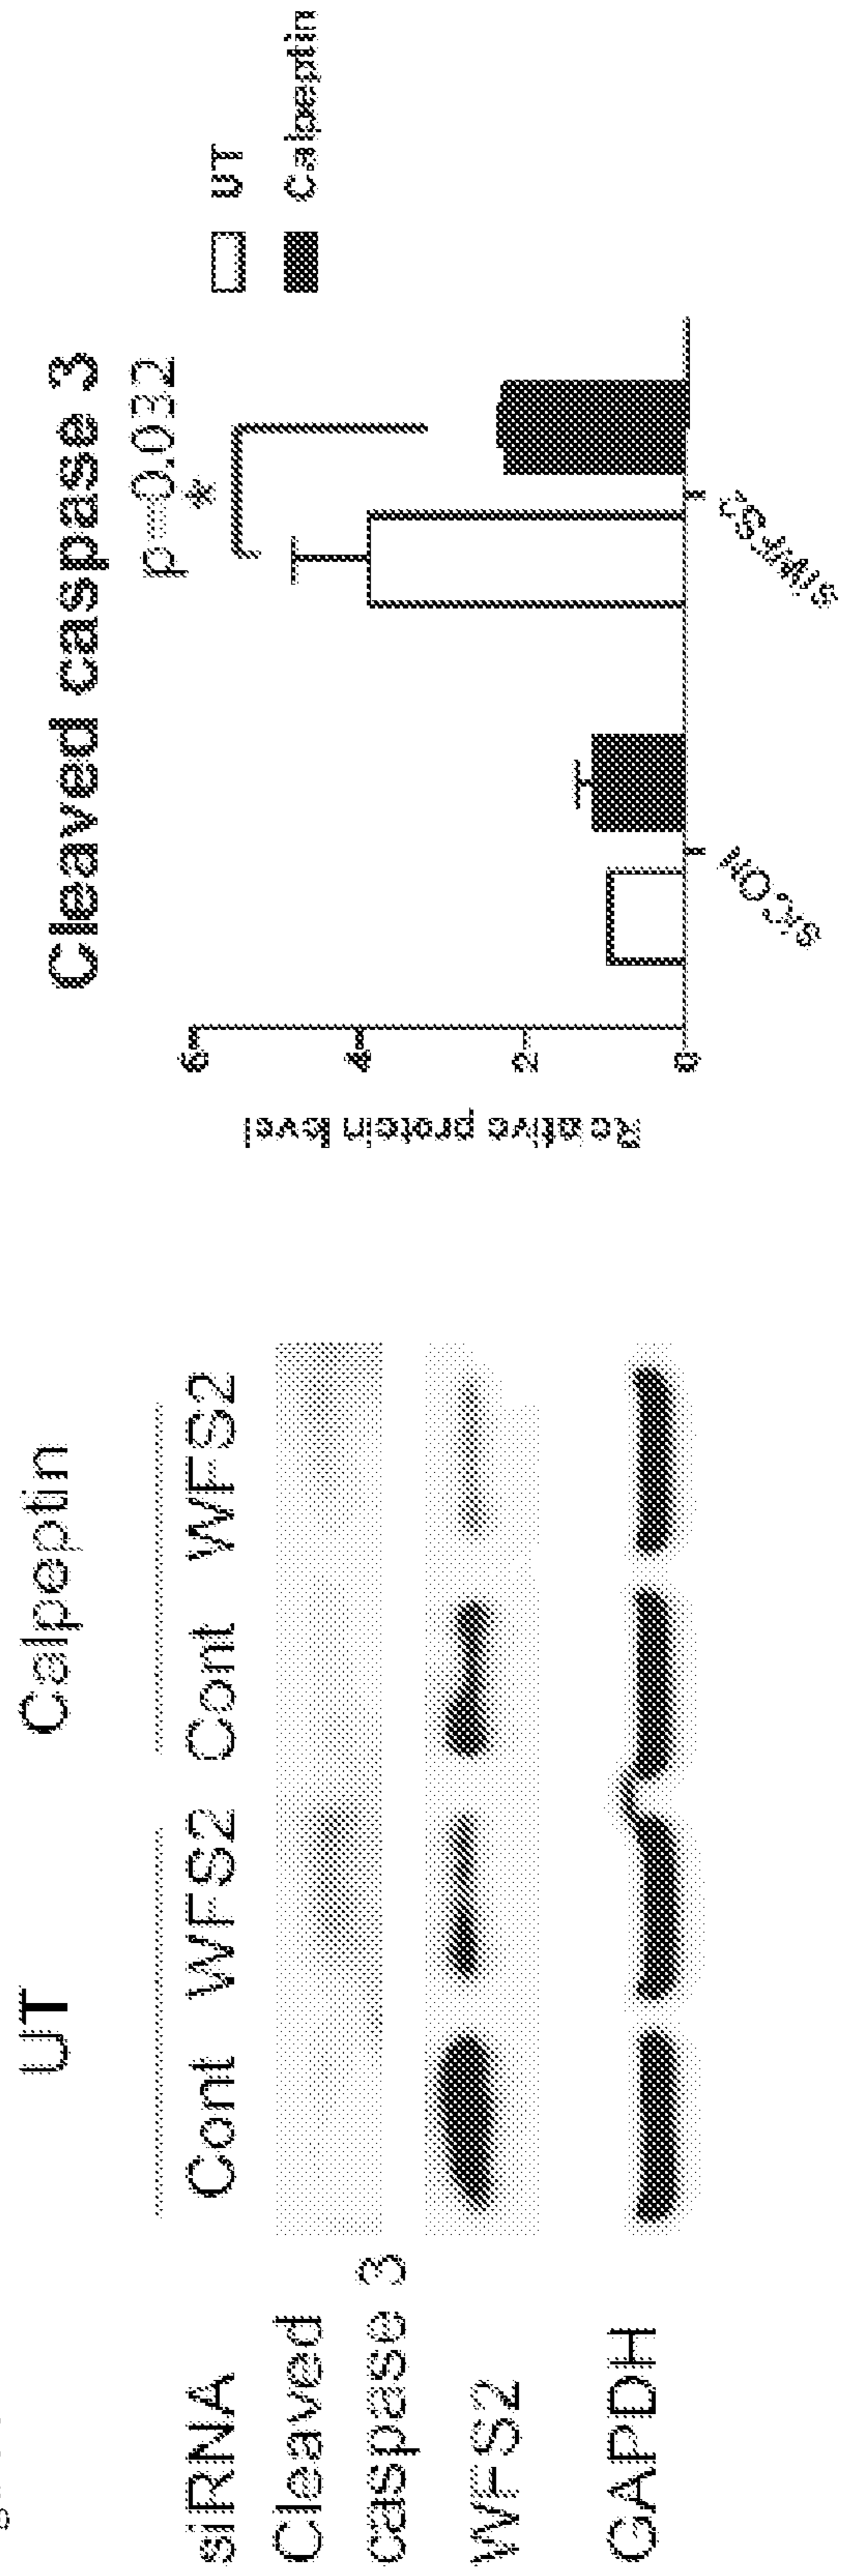 UT Calpeptin
siRNA Cont WFS2 Cont WFS2
Cleaved
caspase 3
WFS2
GAPDH
Cleaved caspase 3
p=0.032
*
UT
Calpeptin
Relative protein level
6
4
2
0
siCON
siWFS2